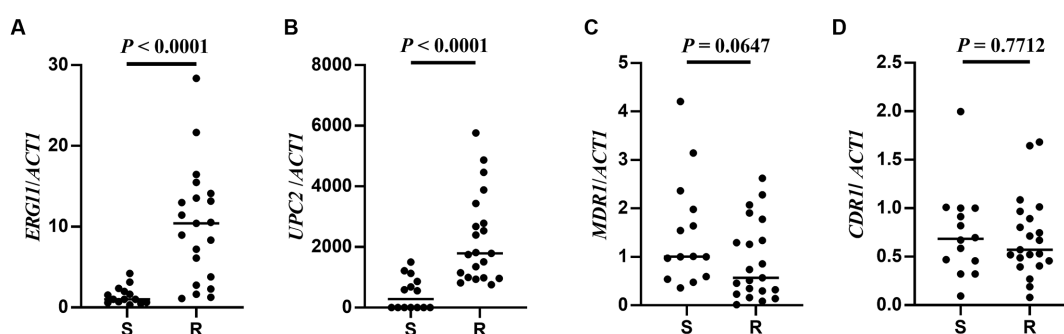 A
P < 0.0001
30
20
10
0
ERG11/ACT1
S R
B
P < 0.0001
8000
6000
4000
2000
0
UPC2 /ACT1
S R
C
P = 0.0647
5
4
3
2
1
0
MDR1/ACT1
S R
D
P = 0.7712
2.5
2.0
1.5
1.0
0.5
0.0
CDR1/ ACT1
S R